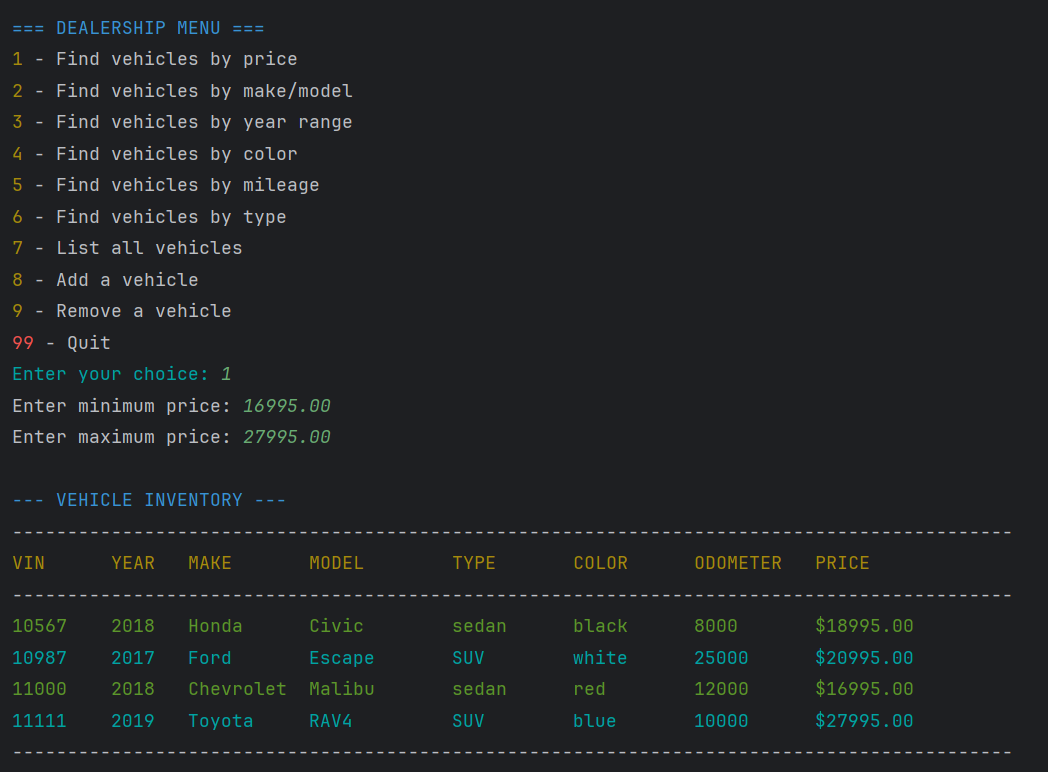 === DEALERSHIP MENU ===
1 - Find vehicles by price
2 - Find vehicles by make/model
3 - Find vehicles by year range
4 - Find vehicles by color
5 - Find vehicles by mileage
6 - Find vehicles by type
7 - List all vehicles
8 - Add a vehicle
9 - Remove a vehicle
99 - Quit
Enter your choice: 1
Enter minimum price: 16995.00
Enter maximum price: 27995.00
--- VEHICLE INVENTORY ---
-------------------------------------------------------------------------------------------
VIN      YEAR   MAKE       MODEL        TYPE       COLOR      ODOMETER   PRICE
-------------------------------------------------------------------------------------------
10567    2018   Honda      Civic        sedan      black      8000       $18995.00
10987    2017   Ford       Escape       SUV        white      25000      $20995.00
11000    2018   Chevrolet  Malibu       sedan      red        12000      $16995.00
11111    2019   Toyota     RAV4         SUV        blue       10000      $27995.00
-------------------------------------------------------------------------------------------